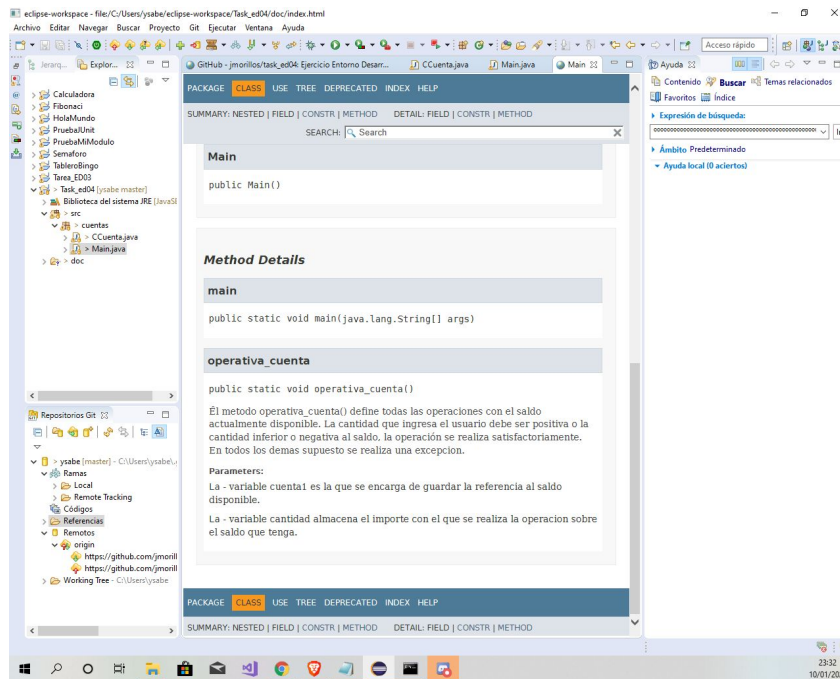 eclipse-workspace - file:/C:/Users/ysabe/eclipse-workspace/Task_ed04/doc/index.html
Archivo Editar Navegar Buscar Proyecto Git Ejecutar Ventana Ayuda
Acceso rápido
Jerarq... Explor...
Calculadora
Fibonaci
HolaMundo
PruebaJUnit
PruebaMiModulo
Semaforo
TableroBingo
Tarea_ED03
> Task_ed04 [ysabe master]
Biblioteca del sistema JRE [JavaSE
> src
> cuentas
> CCuenta.java
> Main.java
> doc
Repositorios Git
> ysabe [master] - C:\Users\ysabe\.
Ramas
Local
Remote Tracking
Códigos
Referencias
Remotos
origin
https://github.com/jmorill
https://github.com/jmorill
Working Tree - C:\Users\ysabe
GitHub - jmorillos/task_ed04: Ejercicio Entorno Desarr... CCuenta.java Main.java Main
PACKAGE CLASS USE TREE DEPRECATED INDEX HELP
SUMMARY: NESTED | FIELD | CONSTR | METHOD DETAIL: FIELD | CONSTR | METHOD
SEARCH: Search
Main
public Main()
Method Details
main
public static void main(java.lang.String[] args)
operativa_cuenta
public static void operativa_cuenta()
Él metodo operativa_cuenta() define todas las operaciones con el saldo
actualmente disponible. La cantidad que ingresa el usuario debe ser positiva o la
cantidad inferior o negativa al saldo, la operación se realiza satisfactoriamente.
En todos los demas supuesto se realiza una excepcion.
Parameters:
La - variable cuenta1 es la que se encarga de guardar la referencia al saldo
disponible.
La - variable cantidad almacena el importe con el que se realiza la operacion sobre
el saldo que tenga.
PACKAGE CLASS USE TREE DEPRECATED INDEX HELP
SUMMARY: NESTED | FIELD | CONSTR | METHOD DETAIL: FIELD | CONSTR | METHOD
Ayuda
Contenido Buscar Temas relacionados
Favoritos Índice
Expresión de búsqueda:
Ámbito Predeterminado
Ayuda local (0 aciertos)
23:32
10/01/20